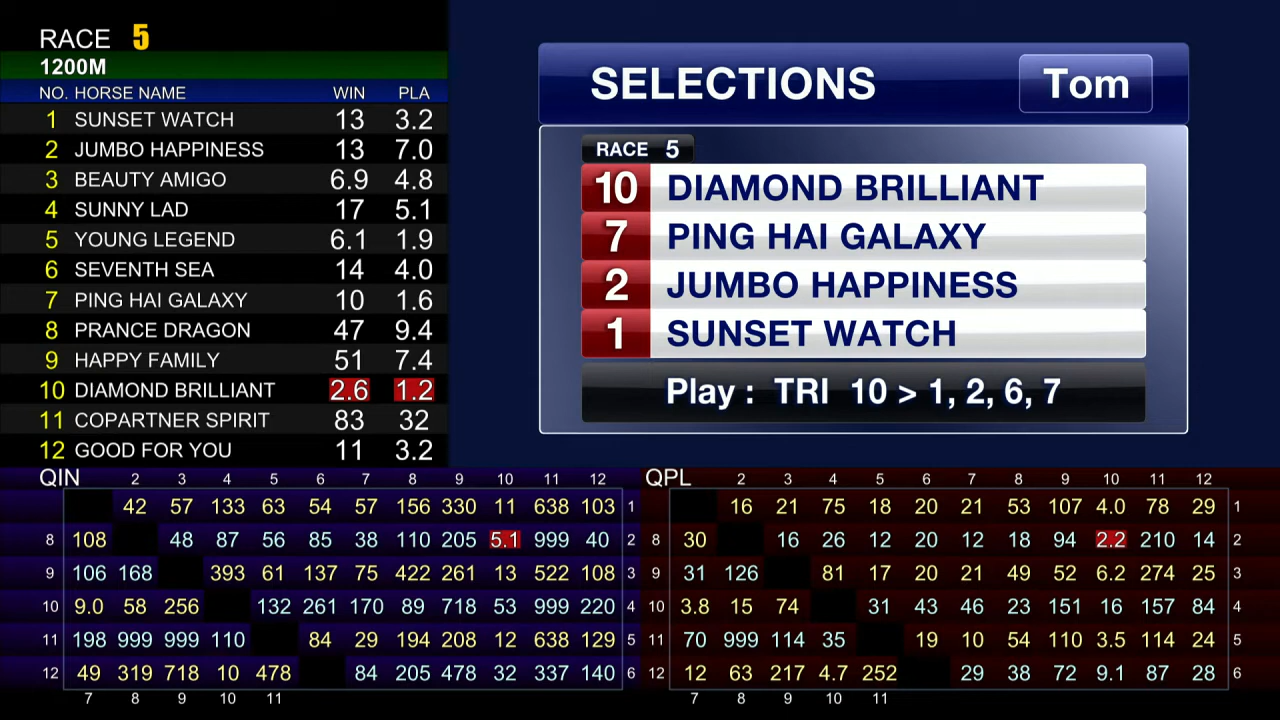 RACE 5
1200M
NO. HORSE NAME WIN PLA
1 SUNSET WATCH 13 3.2
2 JUMBO HAPPINESS 13 7.0
3 BEAUTY AMIGO 6.9 4.8
4 SUNNY LAD 17 5.1
5 YOUNG LEGEND 6.1 1.9
6 SEVENTH SEA 14 4.0
7 PING HAI GALAXY 10 1.6
8 PRANCE DRAGON 47 9.4
9 HAPPY FAMILY 51 7.4
10 DIAMOND BRILLIANT 2.6 1.2
11 COPARTNER SPIRIT 83 32
12 GOOD FOR YOU 11 3.2
SELECTIONS Tom
RACE 5
10 DIAMOND BRILLIANT
7 PING HAI GALAXY
2 JUMBO HAPPINESS
1 SUNSET WATCH
Play : TRI 10 > 1, 2, 6, 7
QIN 2 3 4 5 6 7 8 9 10 11 12
42 57 133 63 54 57 156 330 11 638 103 1
8 108 48 87 56 85 38 110 205 5.1 999 40 2
9 106 168 393 61 137 75 422 261 13 522 108 3
10 9.0 58 256 132 261 170 89 718 53 999 220 4
11 198 999 999 110 84 29 194 208 12 638 129 5
12 49 319 718 10 478 84 205 478 32 337 140 6
7 8 9 10 11
QPL 2 3 4 5 6 7 8 9 10 11 12
16 21 75 18 20 21 53 107 4.0 78 29 1
8 30 16 26 12 20 12 18 94 2.2 210 14 2
9 31 126 81 17 20 21 49 52 6.2 274 25 3
10 3.8 15 74 31 43 46 23 151 16 157 84 4
11 70 999 114 35 19 10 54 110 3.5 114 24 5
12 12 63 217 4.7 252 29 38 72 9.1 87 28 6
7 8 9 10 11